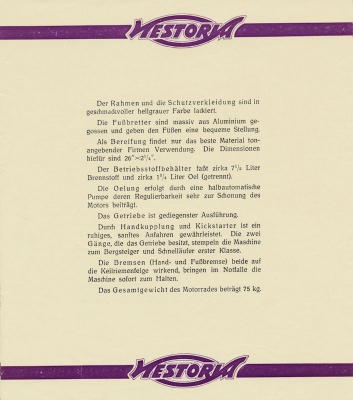 WESTORIA
Der Rahmen und die Schutzverkleidung sind in
geschmackvoller hellgrauer Farbe lackiert.
Die Fußbretter sind massiv aus Aluminium ge-
gossen und geben den Füßen eine bequeme Stellung.
Als Bereifung findet nur das beste Material ton-
angebender Firmen Verwendung. Die Dimensionen
hiefür sind 26"×2¼".
Der Betriebsstoffbehälter faßt zirka 7½ Liter
Brennstoff und zirka 1¾ Liter Oel (getrennt).
Die Oelung erfolgt durch eine halbautomatische
Pumpe deren Regulierbarkeit sehr zur Schonung des
Motors beiträgt.
Das Getriebe ist gediegenster Ausführung.
Durch Handkupplung und Kickstarter ist ein
ruhiges, sanftes Anfahren gewährleistet. Die zwei
Gänge, die das Getriebe besitzt, stempeln die Maschine
zum Bergsteiger und Schnelläufer erster Klasse.
Die Bremsen (Hand- und Fußbremse) beide auf
die Keilriemenfelge wirkend, bringen im Notfalle die
Maschine sofort zum Halten.
Das Gesamtgewicht des Motorrades beträgt 75 kg.
WESTORIA